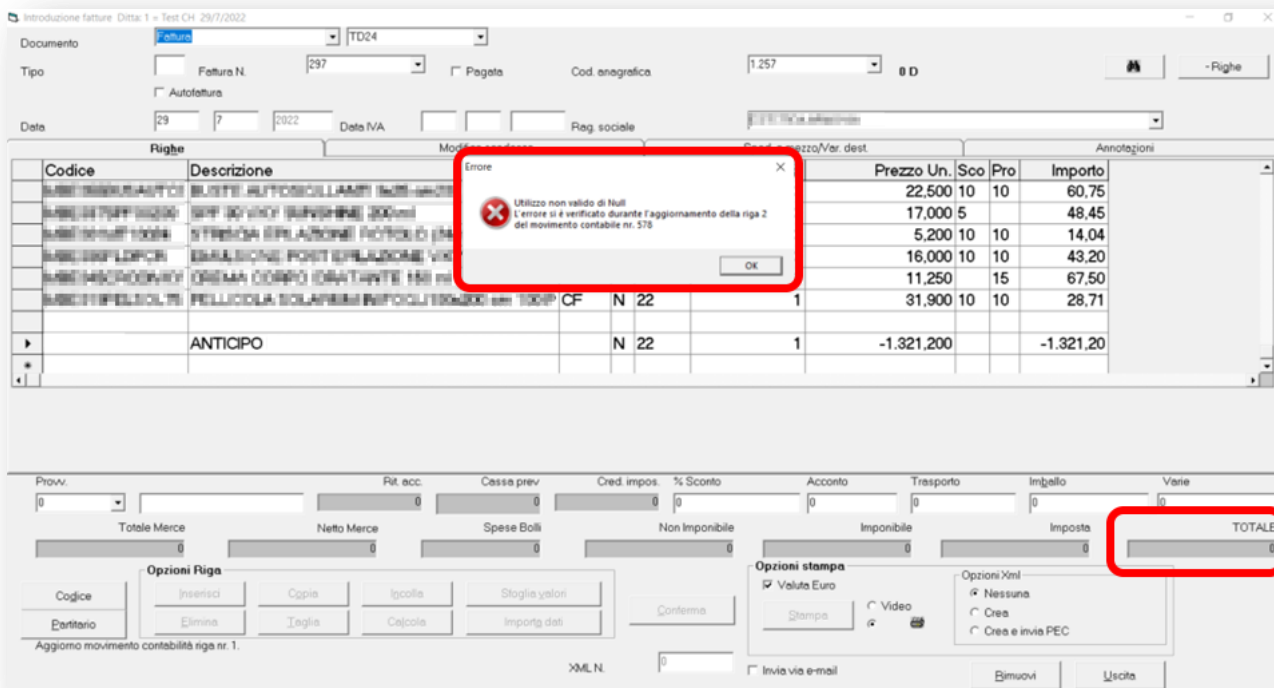 Introduzione fatture Ditta: 1 = Test CH 29/7/2022
Documento Fattura TD24
Tipo Fattura N. 297 Pagata Cod. anagrafica 1.257 0 D - Righe
Autofattura
Data 29 7 2022 Data IVA Rag. sociale
Righe Annotazioni
Codice Descrizione Prezzo Un. Sco Pro Importo
22,500 10 10 60,75
17,000 5 48,45
5,200 10 10 14,04
16,000 10 10 43,20
11,250 15 67,50
CF N 22 1 31,900 10 10 28,71
ANTICIPO N 22 1 -1.321,200 -1.321,20
Errore
Utilizzo non valido di Null
L'errore si è verificato durante l'aggiornamento della riga 2
del movimento contabile nr. 578
OK
Provv. Rit. acc. Cassa prev Cred. impos. % Sconto Acconto Trasporto Imballo Varie
0 0 0 0 0 0 0 0 0
Totale Merce Netto Merce Spese Bolli Non Imponibile Imponibile Imposta TOTALE
0 0 0 0 0 0 0
Opzioni Riga Opzioni stampa
Codice Inserisci Copia Incolla Stoglia valori Conferma Valuta Euro Opzioni Xml
Nessuna
Partitario Elimina Taglia Calcola Importa dati Stampa Video Crea
Crea e invia PEC
Aggiorno movimento contabilità riga nr. 1.
XML N. 0 Invia via e-mail Rimuovi Uscita